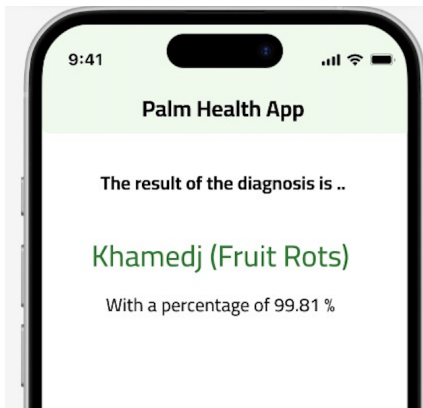 9:41
Palm Health App
The result of the diagnosis is ..
Khamedj (Fruit Rots)
With a percentage of 99.81 %